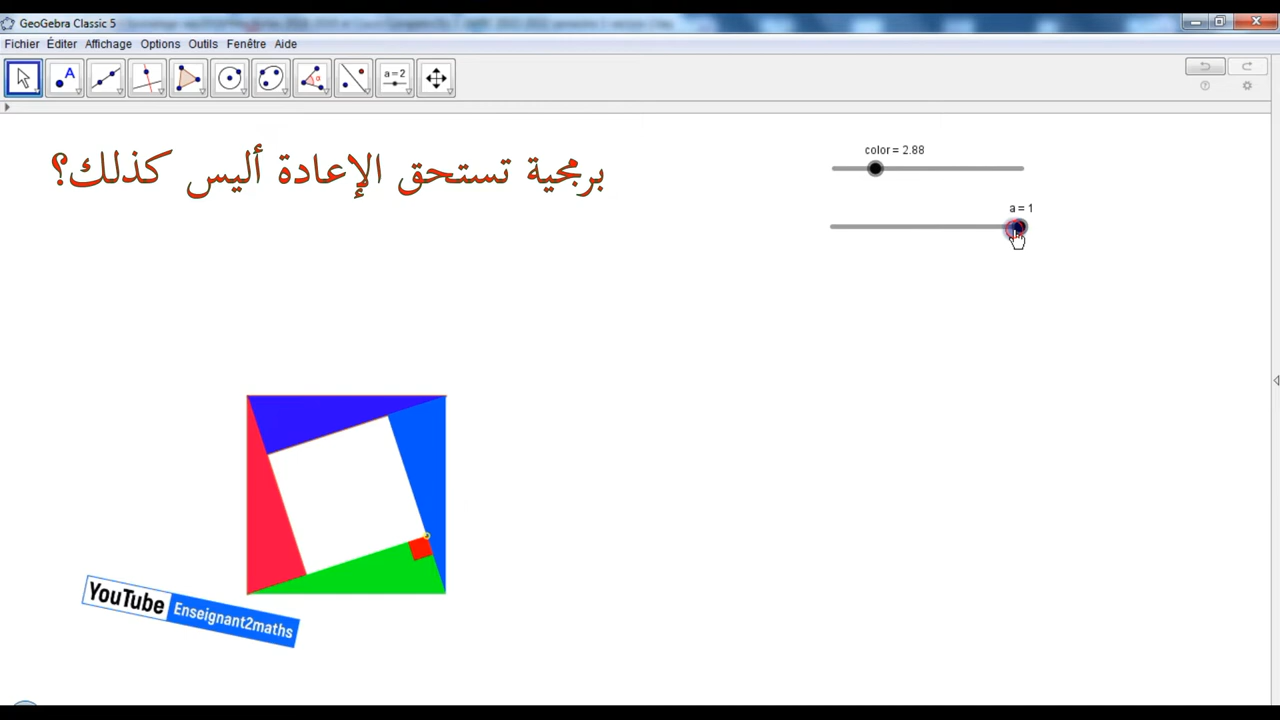 GeoGebra Classic 5
Fichier Éditer Affichage Options Outils Fenêtre Aide
A
a = 2
برمجية تستحق الإعادة أليس كذلك؟
color = 2.88
a = 1
YouTube Enseignant2maths